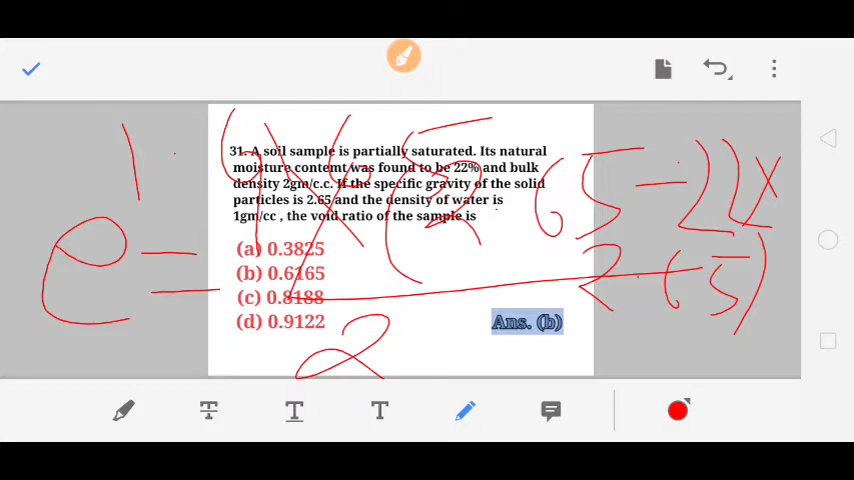 31. A soil sample is partially saturated. Its natural
moisture contemt was found to be 22% and bulk
density 2gm/c.c. If the specific gravity of the solid
particles is 2.65 and the density of water is
1gm/cc , the void ratio of the sample is
(a) 0.3825
(b) 0.6165
(c) 0.8188
(d) 0.9122
Ans. (b)
e =
2